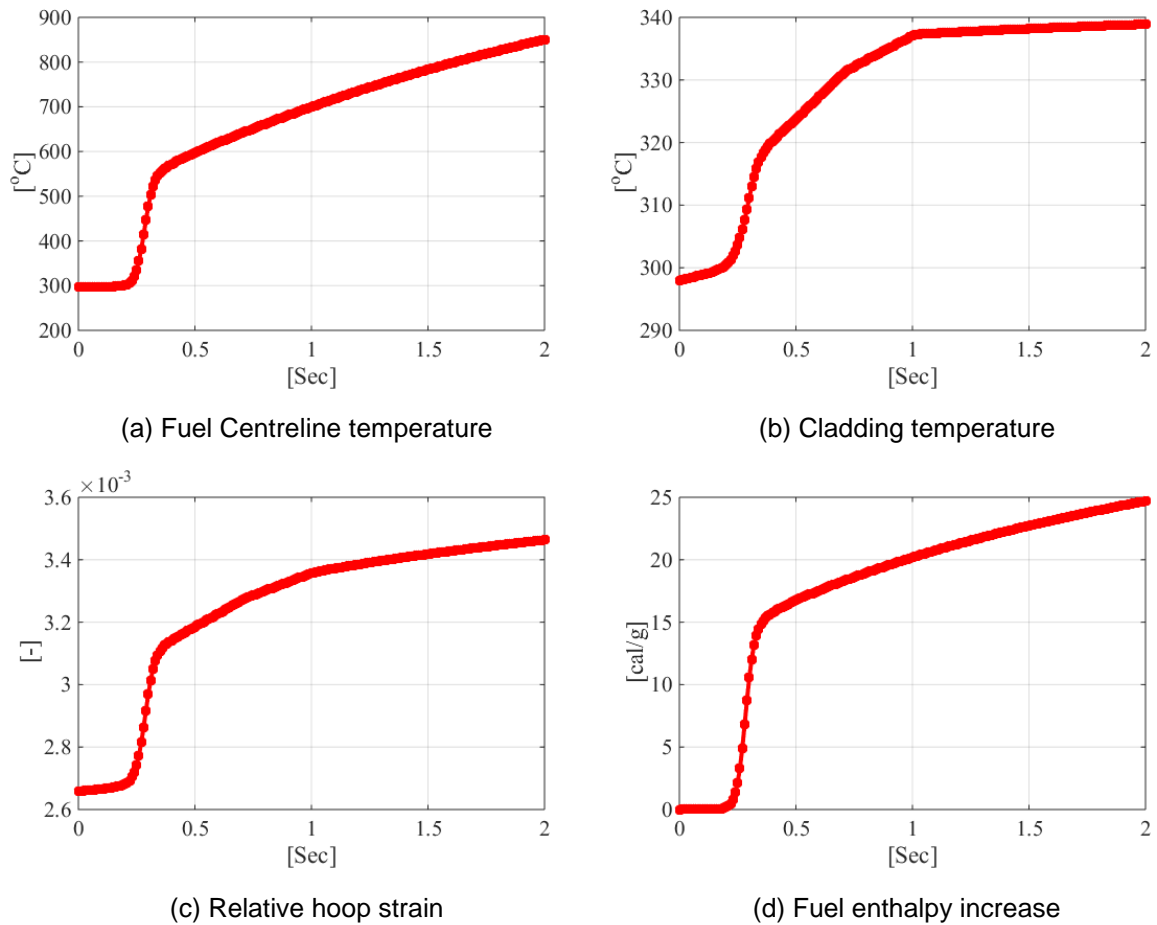 900
800
700
600
500
400
300
200
[°C]
0 0.5 1 1.5 2
[Sec]
(a) Fuel Centreline temperature
340
330
320
310
300
290
[°C]
0 0.5 1 1.5 2
[Sec]
(b) Cladding temperature
×10⁻³
3.6
3.4
3.2
3
2.8
2.6
[-]
0 0.5 1 1.5 2
[Sec]
(c) Relative hoop strain
25
20
15
10
5
0
[cal/g]
0 0.5 1 1.5 2
[Sec]
(d) Fuel enthalpy increase